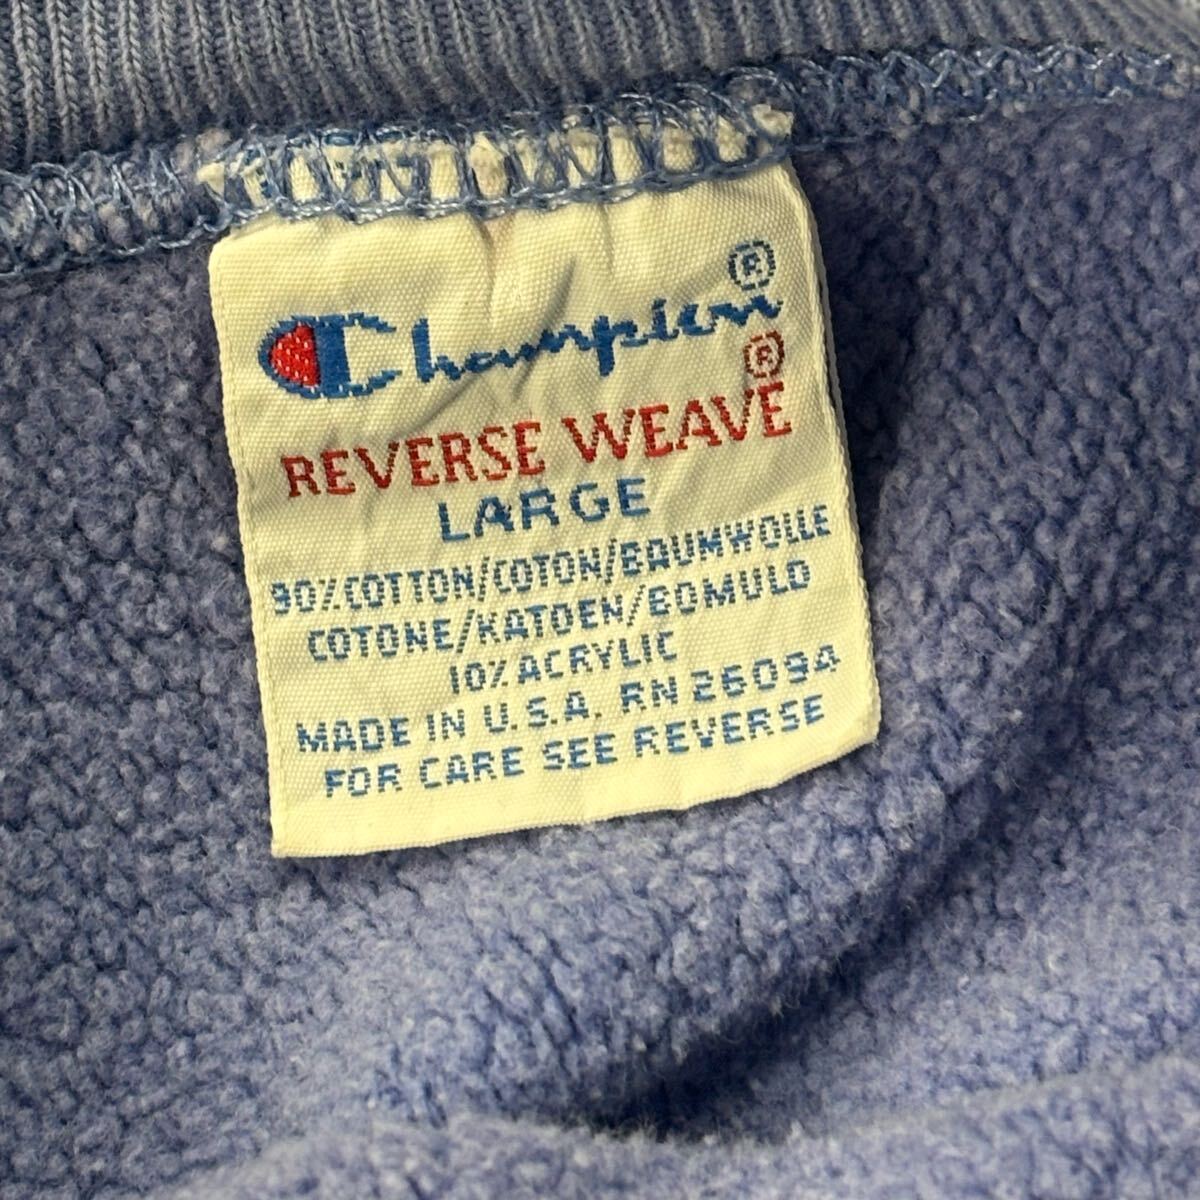 Champion®
REVERSE WEAVE®
LARGE
90% COTTON/COTON/BAUMWOLLE
COTONE/KATOEN/BOMULD
10% ACRYLIC
MADE IN U.S.A. RN 26094
FOR CARE SEE REVERSE